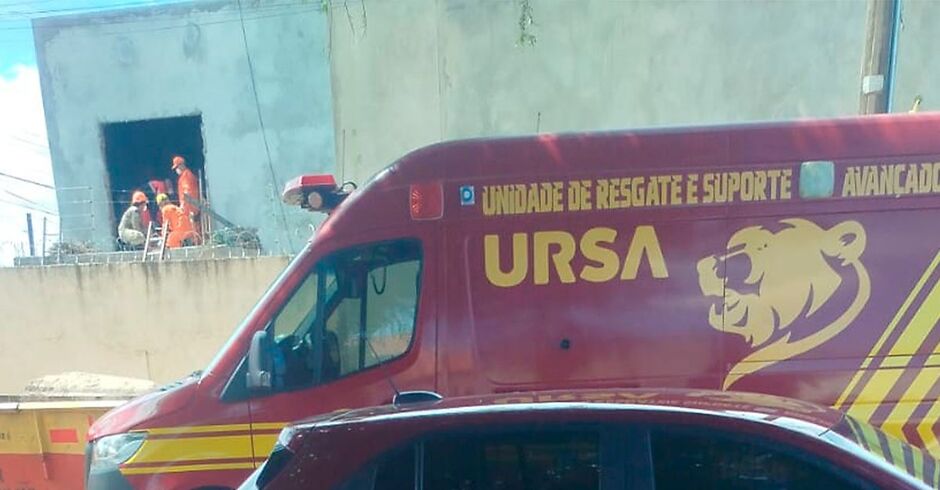 UNIDADE DE RESGATE E SUPORTE AVANÇADO
URSA